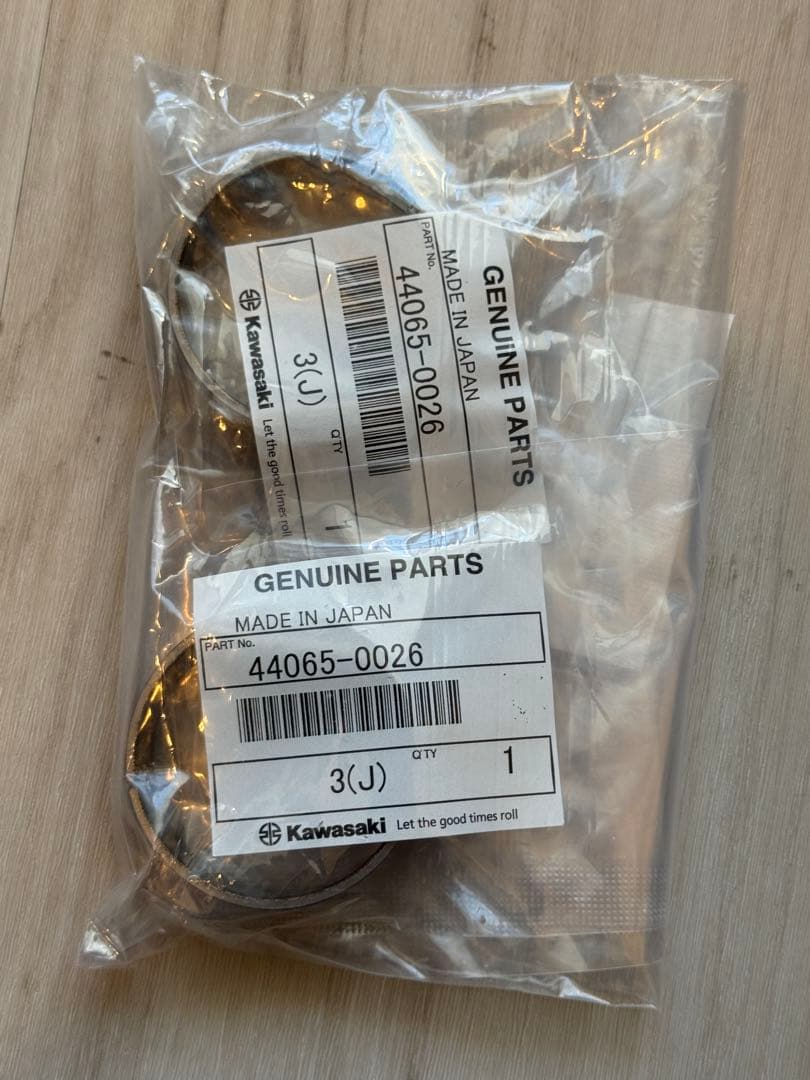 GENUINE PARTS
MADE IN JAPAN
PART No.
44065-0026
3(J)
Q'TY
1
Kawasaki Let the good times roll
GENUINE PARTS
MADE IN JAPAN
PART No.
44065-0026
Q'TY
3(J)
1
Kawasaki Let the good times roll